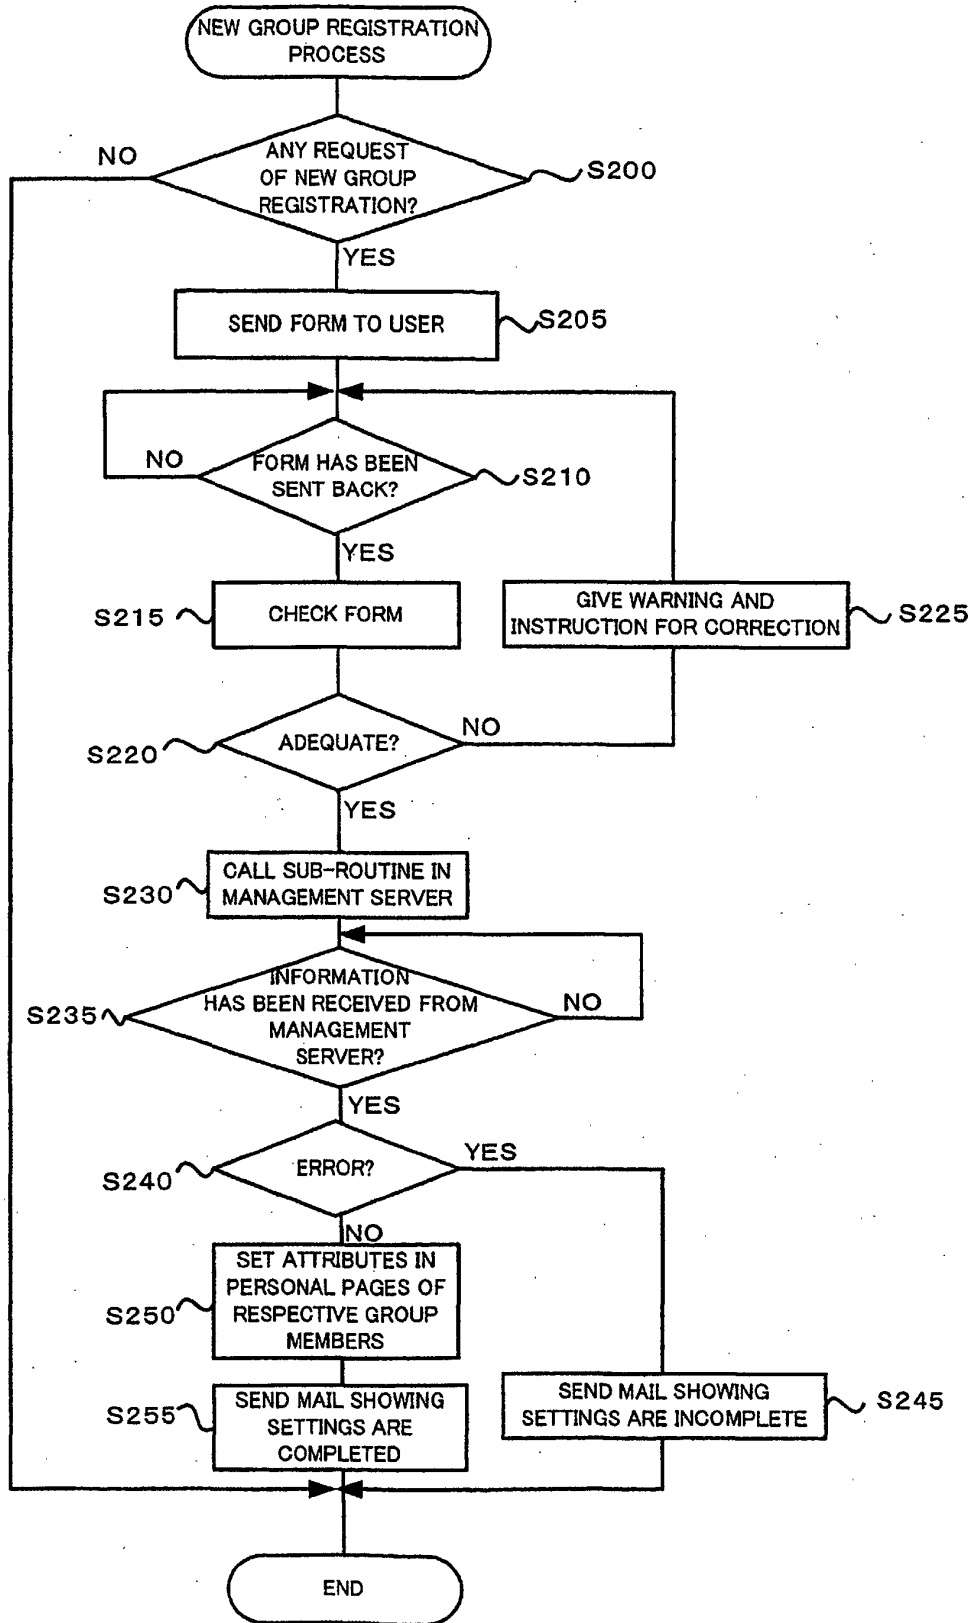 NEW GROUP REGISTRATION
PROCESS
NO
ANY REQUEST
OF NEW GROUP
REGISTRATION?
S200
YES
SEND FORM TO USER
S205
NO
FORM HAS BEEN
SENT BACK?
S210
YES
S215
CHECK FORM
GIVE WARNING AND
INSTRUCTION FOR CORRECTION
S225
S220
ADEQUATE?
NO
YES
S230
CALL SUB-ROUTINE IN
MANAGEMENT SERVER
S235
INFORMATION
HAS BEEN RECEIVED FROM
MANAGEMENT
SERVER?
NO
YES
S240
ERROR?
YES
NO
S250
SET ATTRIBUTES IN
PERSONAL PAGES OF
RESPECTIVE GROUP
MEMBERS
S255
SEND MAIL SHOWING
SETTINGS ARE
COMPLETED
SEND MAIL SHOWING
SETTINGS ARE INCOMPLETE
S245
END